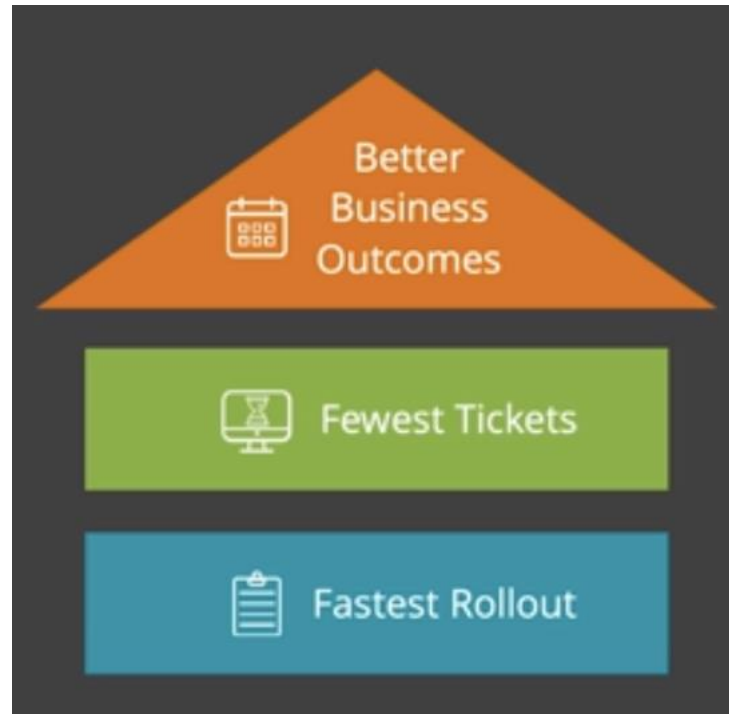 Better
Business
Outcomes
Fewest Tickets
Fastest Rollout